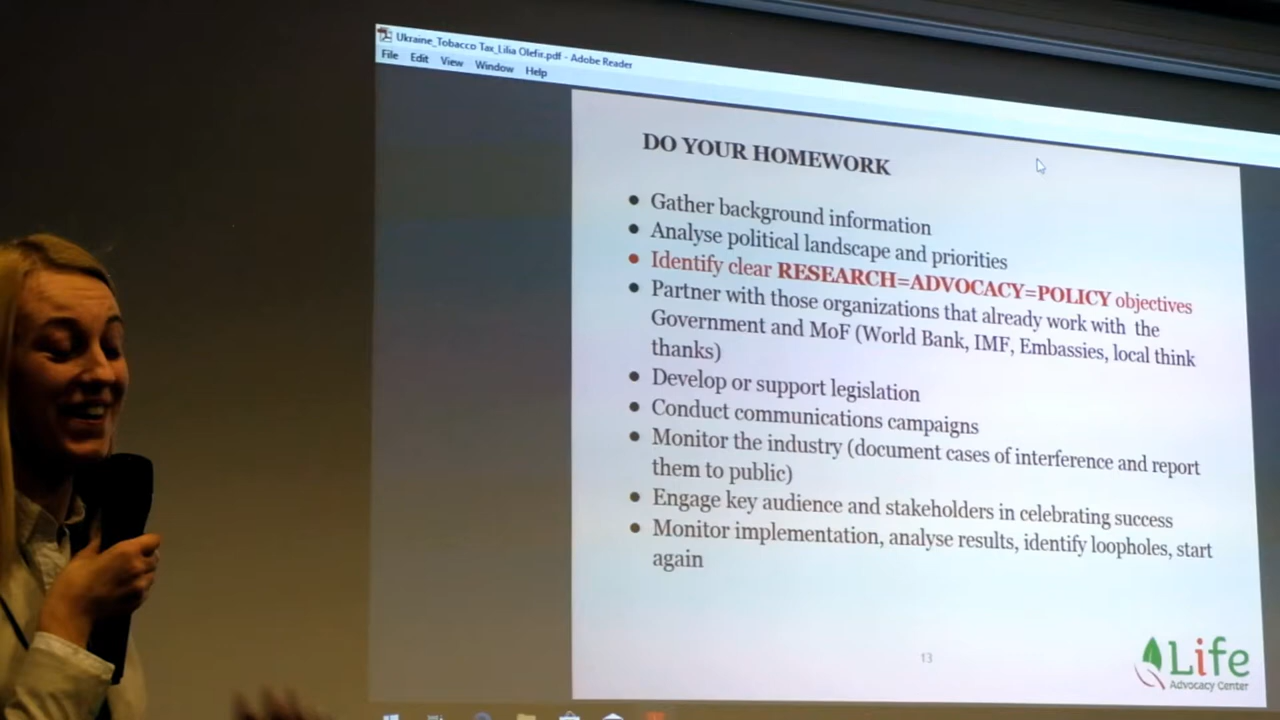 Ukraine_Tobacco Tax_Lilia Olefir.pdf - Adobe Reader
File Edit View Window Help
DO YOUR HOMEWORK
• Gather background information
• Analyse political landscape and priorities
• Identify clear RESEARCH=ADVOCACY=POLICY objectives
• Partner with those organizations that already work with the
Government and MoF (World Bank, IMF, Embassies, local think
thanks)
• Develop or support legislation
• Conduct communications campaigns
• Monitor the industry (document cases of interference and report
them to public)
• Engage key audience and stakeholders in celebrating success
• Monitor implementation, analyse results, identify loopholes, start
again
13
Life
Advocacy Center